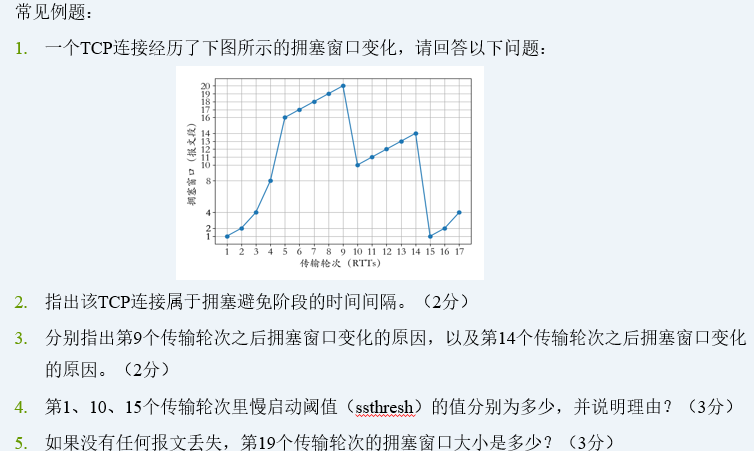 常见例题：
1. 一个TCP连接经历了下图所示的拥塞窗口变化，请回答以下问题：
20
19
18
17
16
14
13
12
11
10
8
4
2
1
拥塞窗口（报文段）
1 2 3 4 5 6 7 8 9 10 11 12 13 14 15 16 17
传输轮次（RTTs）
2. 指出该TCP连接属于拥塞避免阶段的时间间隔。（2分）
3. 分别指出第9个传输轮次之后拥塞窗口变化的原因，以及第14个传输轮次之后拥塞窗口变化
的原因。（2分）
4. 第1、10、15个传输轮次里慢启动阈值（ssthresh）的值分别为多少，并说明理由？（3分）
5. 如果没有任何报文丢失，第19个传输轮次的拥塞窗口大小是多少？（3分）